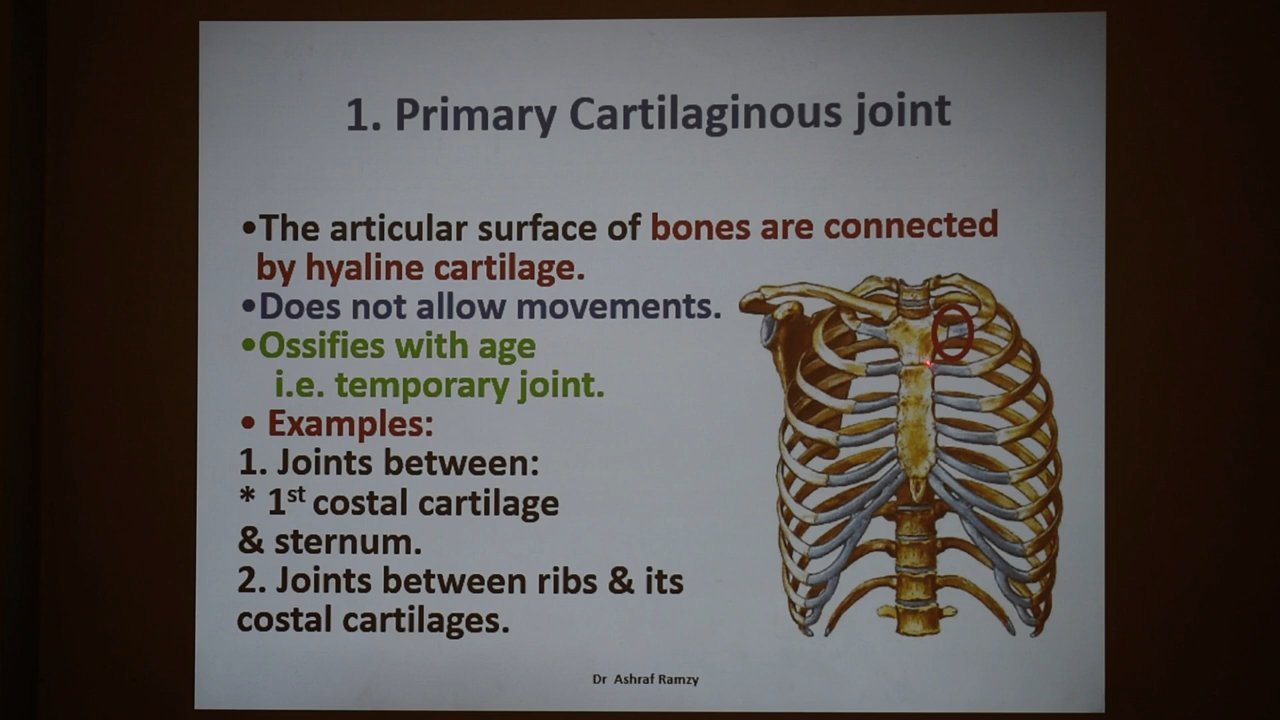 1. Primary Cartilaginous joint
•The articular surface of bones are connected
by hyaline cartilage.
•Does not allow movements.
•Ossifies with age
i.e. temporary joint.
• Examples:
1. Joints between:
* 1st costal cartilage
& sternum.
2. Joints between ribs & its
costal cartilages.
Dr Ashraf Ramzy